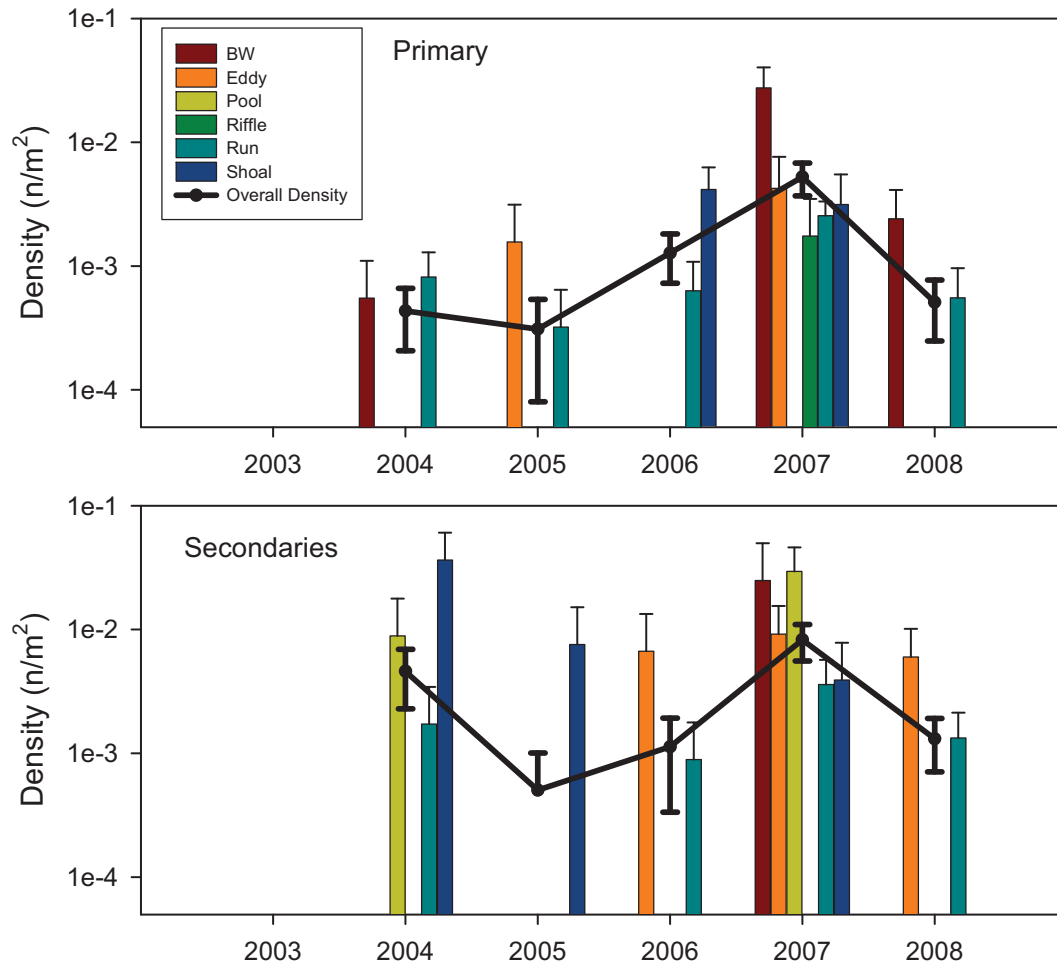 Primary
BW
Eddy
Pool
Riffle
Run
Shoal
Overall Density
Density (n/m²)
1e-1
1e-2
1e-3
1e-4
2003 2004 2005 2006 2007 2008
Secondaries
Density (n/m²)
1e-1
1e-2
1e-3
1e-4
2003 2004 2005 2006 2007 2008